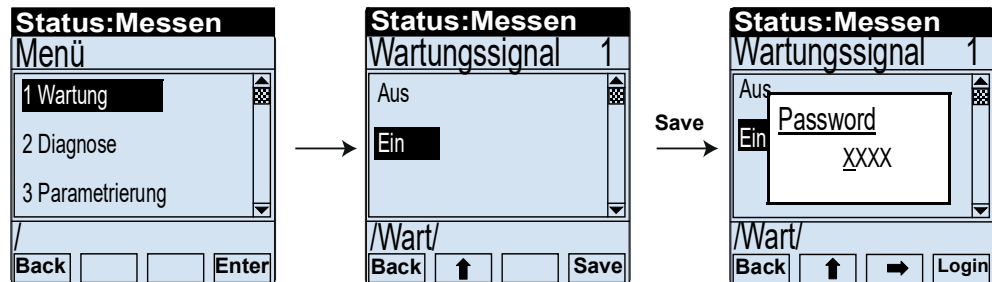 Status:Messen
Menü
1 Wartung
2 Diagnose
3 Parametrierung
/
Back Enter
Status:Messen
Wartungssignal 1
Aus
Ein
/Wart/
Back Save
Save
Status:Messen
Wartungssignal 1
Aus
Ein
Password
XXXX
/Wart/
Back Login